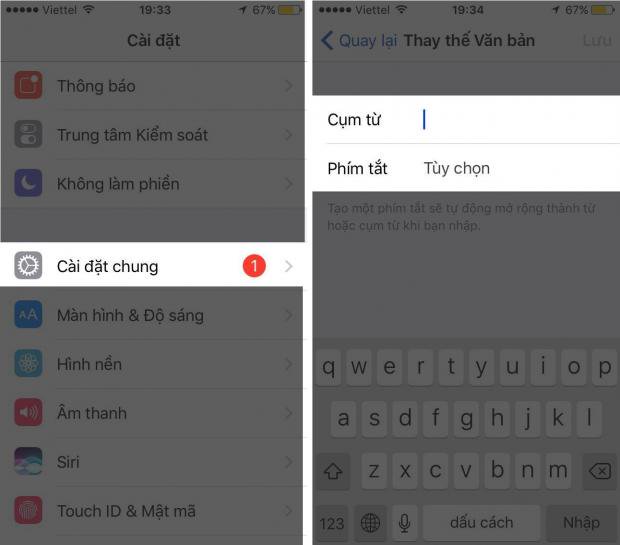 Viettel 19:33 67%
Cài đặt
Thông báo
Trung tâm Kiểm soát
Không làm phiền
Cài đặt chung 1
AA Màn hình & Độ sáng
Hình nền
Âm thanh
Siri
Touch ID & Mật mã
Viettel 19:34 67%
Quay lại Thay thế Văn bản Lưu
Cụm từ
Phím tắt Tùy chọn
Tạo một phím tắt sẽ tự động mở rộng thành từ
hoặc cụm từ khi bạn nhập.
q w e r t y u i o p
a s d f g h j k l
z x c v b n m
123 dấu cách Nhập